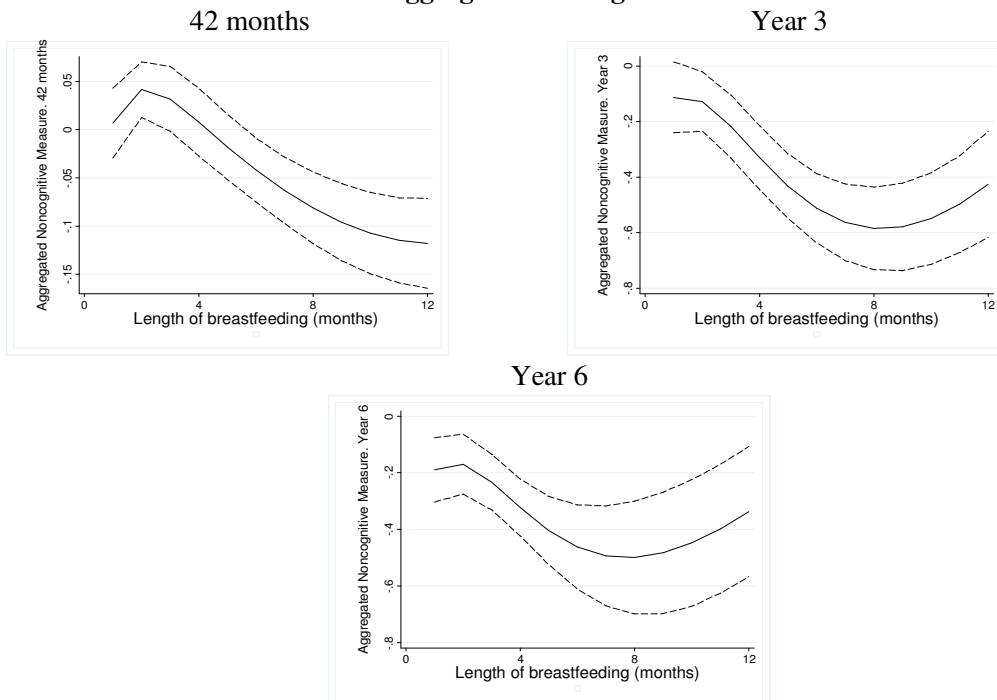 42 months
Aggregated Noncognitive Measure. 42 months
.05
0
-.05
-.1
-.15
0 4 8 12
Length of breastfeeding (months)
Year 3
Aggregated Noncognitive Masure. Year 3
0
-.2
-.4
-.6
-.8
0 4 8 12
Length of breastfeeding (months)
Year 6
Aggregated Noncognitive Measure. Year 6
0
-.2
-.4
-.6
-.8
0 4 8 12
Length of breastfeeding (months)